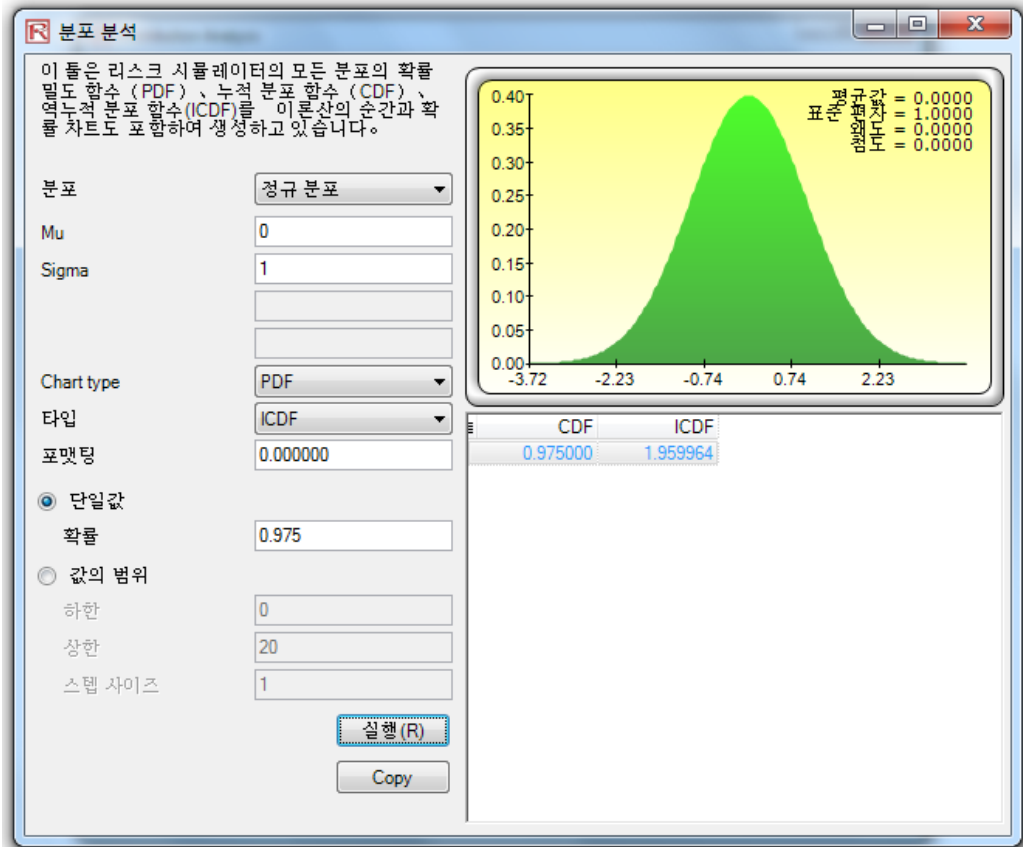 분포 분석
이 툴은 리스크 시뮬레이터의 모든 분포의 확률
밀도 함수 (PDF) 、누적 분포 함수 (CDF) 、
역누적 분포 함수(ICDF)를 이론산의 순간과 확
률 차트도 포함하여 생성하고 있습니다。
분포
정규 분포
Mu
0
Sigma
1
Chart type
PDF
타입
ICDF
포맷팅
0.000000
단일값
확률
0.975
값의 범위
하한
0
상한
20
스텝 사이즈
1
실행(R)
Copy
평균값 = 0.0000
표준 편차 = 1.0000
왜도 = 0.0000
첨도 = 0.0000
0.40
0.35
0.30
0.25
0.20
0.15
0.10
0.05
0.00
-3.72 -2.23 -0.74 0.74 2.23
CDF ICDF
0.975000 1.959964